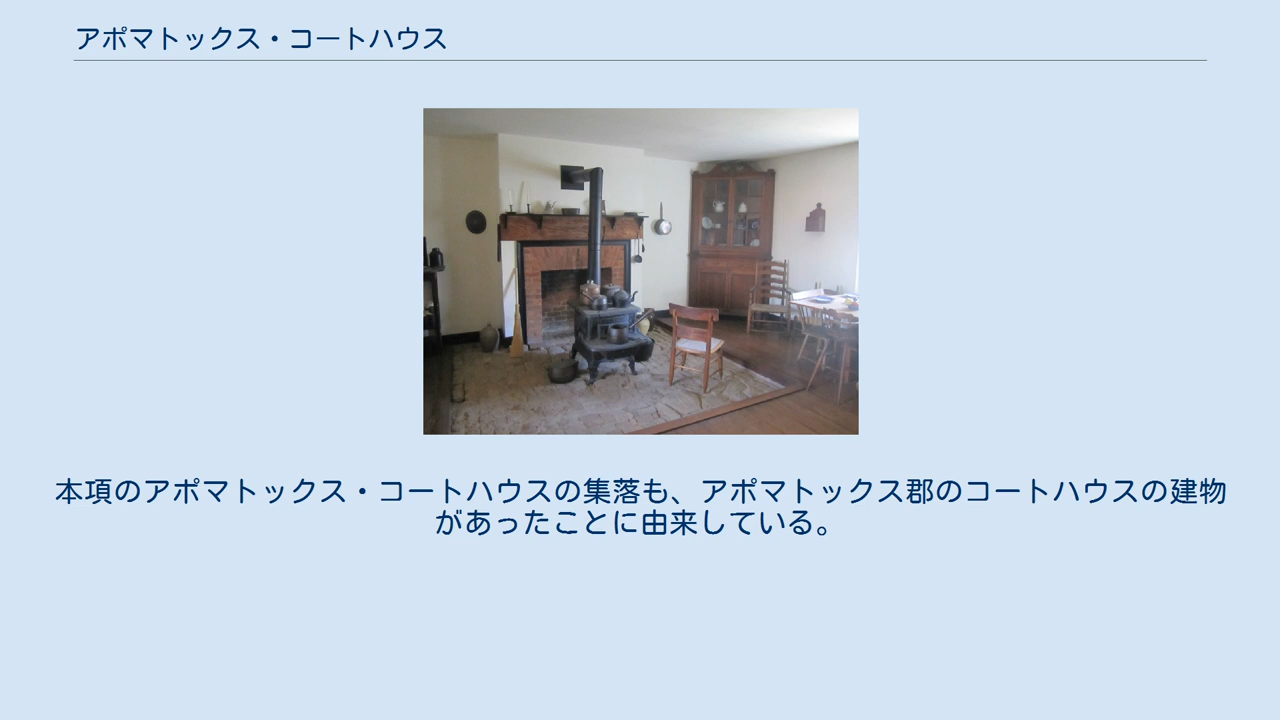 アポマトックス・コートハウス
本項のアポマトックス・コートハウスの集落も、アポマトックス郡のコートハウスの建物
があったことに由来している。